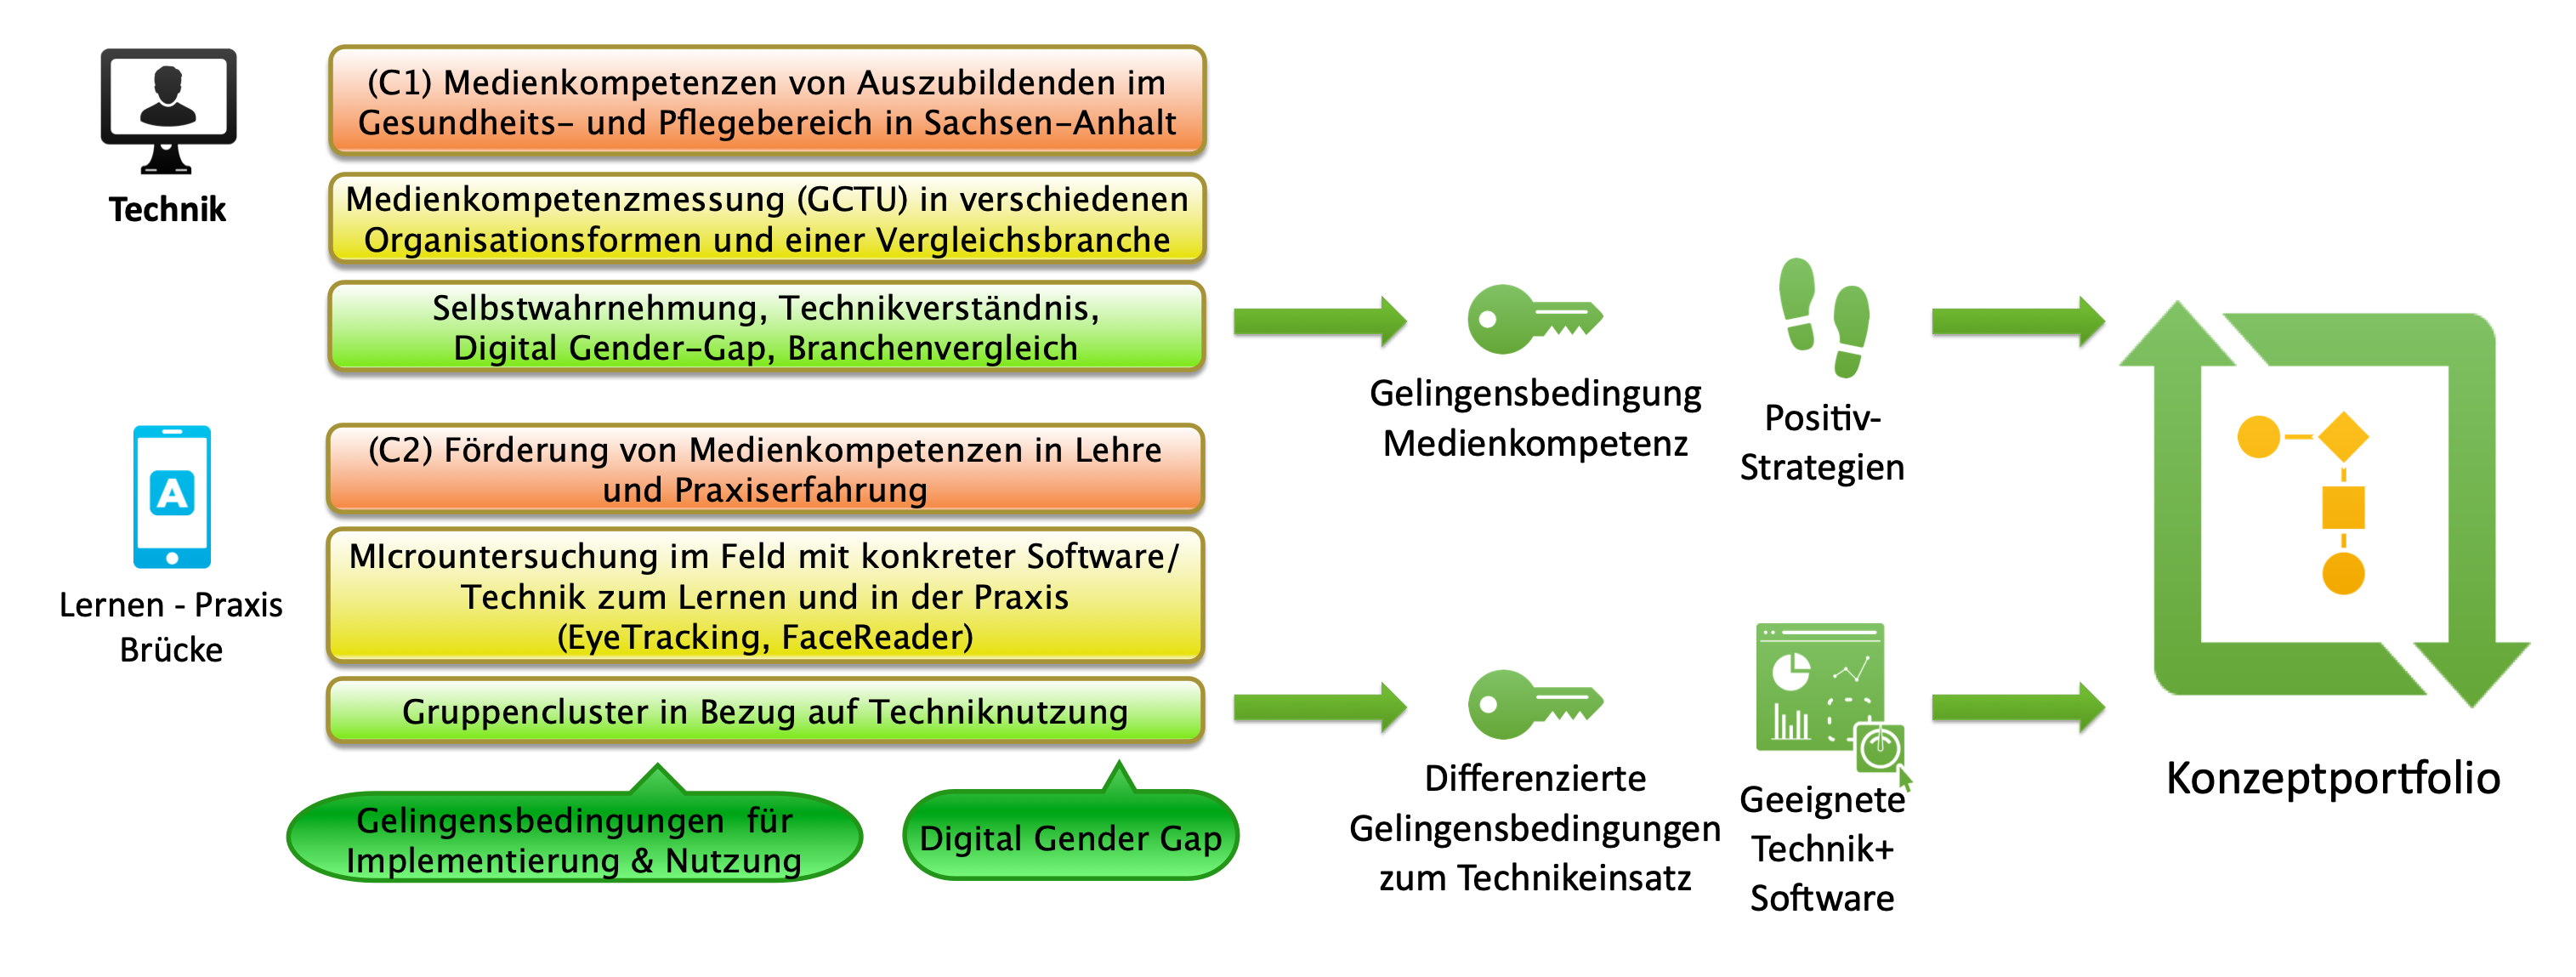 Technik
(C1) Medienkompetenzen von Auszubildenden im
Gesundheits- und Pflegebereich in Sachsen-Anhalt
Medienkompetenzmessung (GCTU) in verschiedenen
Organisationsformen und einer Vergleichsbranche
Selbstwahrnehmung, Technikverständnis,
Digital Gender-Gap, Branchenvergleich
Gelingensbedingung
Medienkompetenz
Positiv-
Strategien
A
Lernen - Praxis
Brücke
(C2) Förderung von Medienkompetenzen in Lehre
und Praxiserfahrung
MIcrountersuchung im Feld mit konkreter Software/
Technik zum Lernen und in der Praxis
(EyeTracking, FaceReader)
Gruppencluster in Bezug auf Techniknutzung
Gelingensbedingungen  für
Implementierung & Nutzung
Digital Gender Gap
Differenzierte
Gelingensbedingungen
zum Technikeinsatz
Geeignete
Technik+
Software
Konzeptportfolio